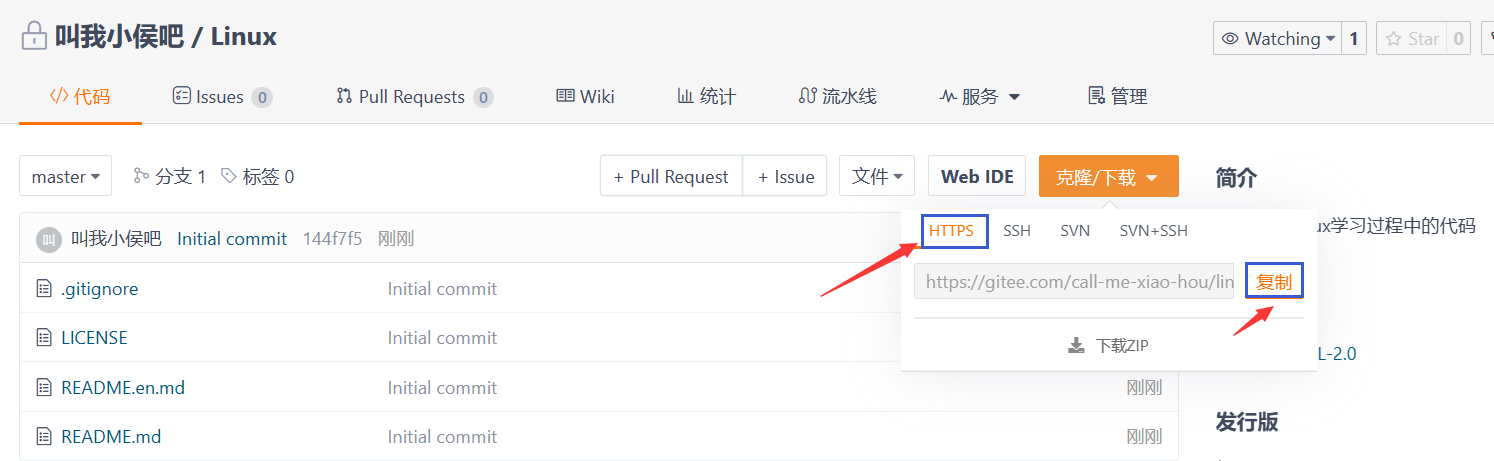 叫我小侯吧 / Linux
Watching 1 Star 0
代码 Issues 0 Pull Requests 0 Wiki 统计 流水线 服务 管理
master 分支 1 标签 0 + Pull Request + Issue 文件 Web IDE 克隆/下载 简介
叫 叫我小侯吧 Initial commit 144f7f5 刚刚
HTTPS SSH SVN SVN+SSH
ux学习过程中的代码
https://gitee.com/call-me-xiao-hou/lin 复制
.gitignore Initial commit
LICENSE Initial commit
下载ZIP
L-2.0
README.en.md Initial commit 刚刚
发行版
README.md Initial commit 刚刚